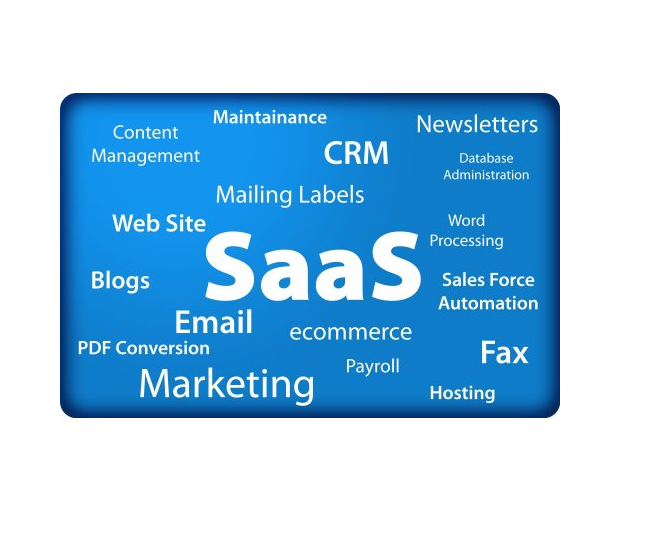 Maintainance
Newsletters
Content
Management
CRM
Database
Administration
Mailing Labels
Web Site
Word
Processing
SaaS
Blogs
Sales Force
Automation
Email
ecommerce
PDF Conversion
Fax
Payroll
Marketing
Hosting